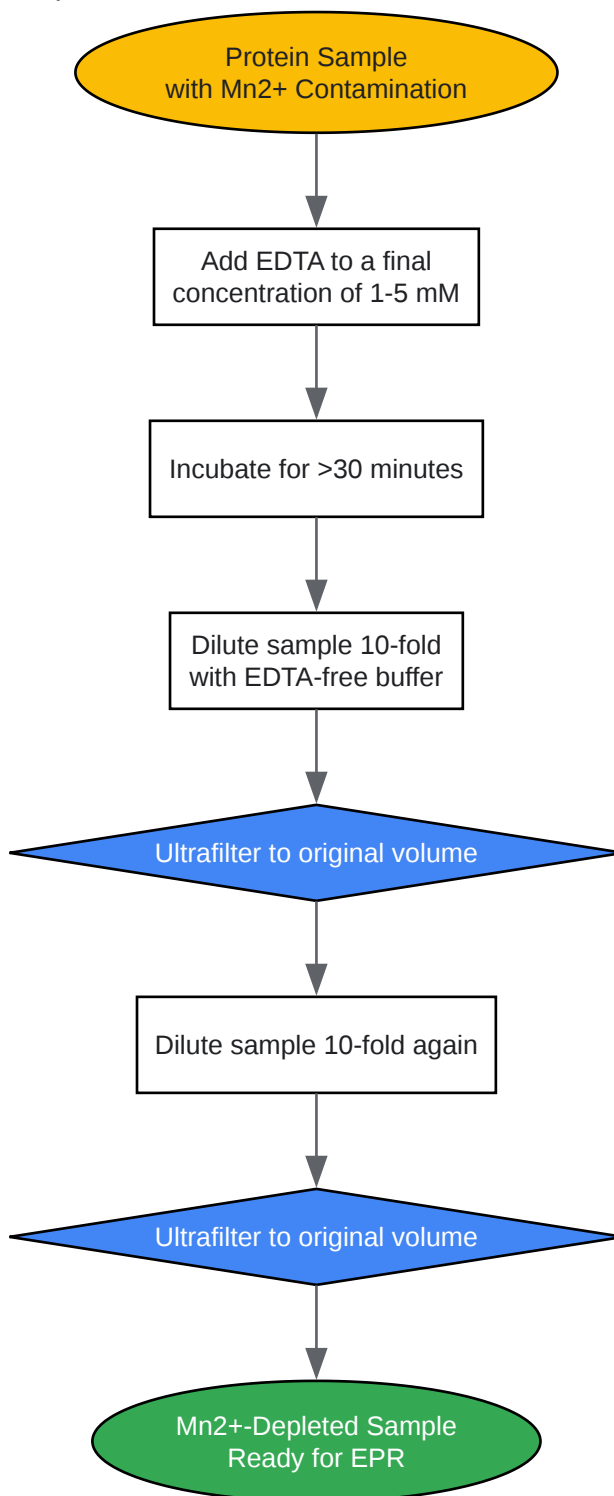 Protein Sample
with Mn2+ Contamination
Add EDTA to a final
concentration of 1-5 mM
Incubate for >30 minutes
Dilute sample 10-fold
with EDTA-free buffer
Ultrafilter to original volume
Dilute sample 10-fold again
Ultrafilter to original volume
Mn2+-Depleted Sample
Ready for EPR